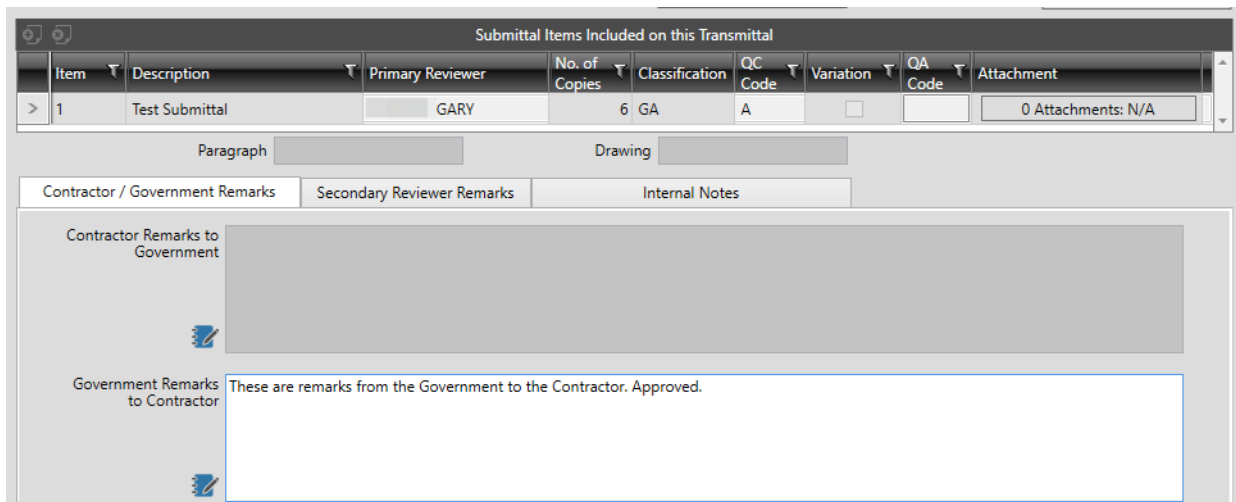 Submittal Items Included on this Transmittal
Item Description Primary Reviewer No. of Copies Classification QC Code Variation QA Code Attachment
1 Test Submittal GARY 6 GA A 0 Attachments: N/A
Paragraph Drawing
Contractor / Government Remarks Secondary Reviewer Remarks Internal Notes
Contractor Remarks to
Government
Government Remarks
to Contractor
These are remarks from the Government to the Contractor. Approved.